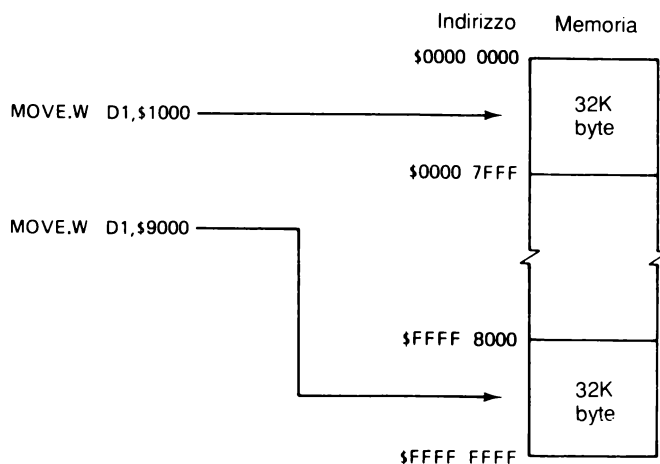 Indirizzo Memoria
$0000 0000
MOVE.W D1,$1000
32K
byte
$0000 7FFF
MOVE.W D1,$9000
$FFFF 8000
32K
byte
$FFFF FFFF